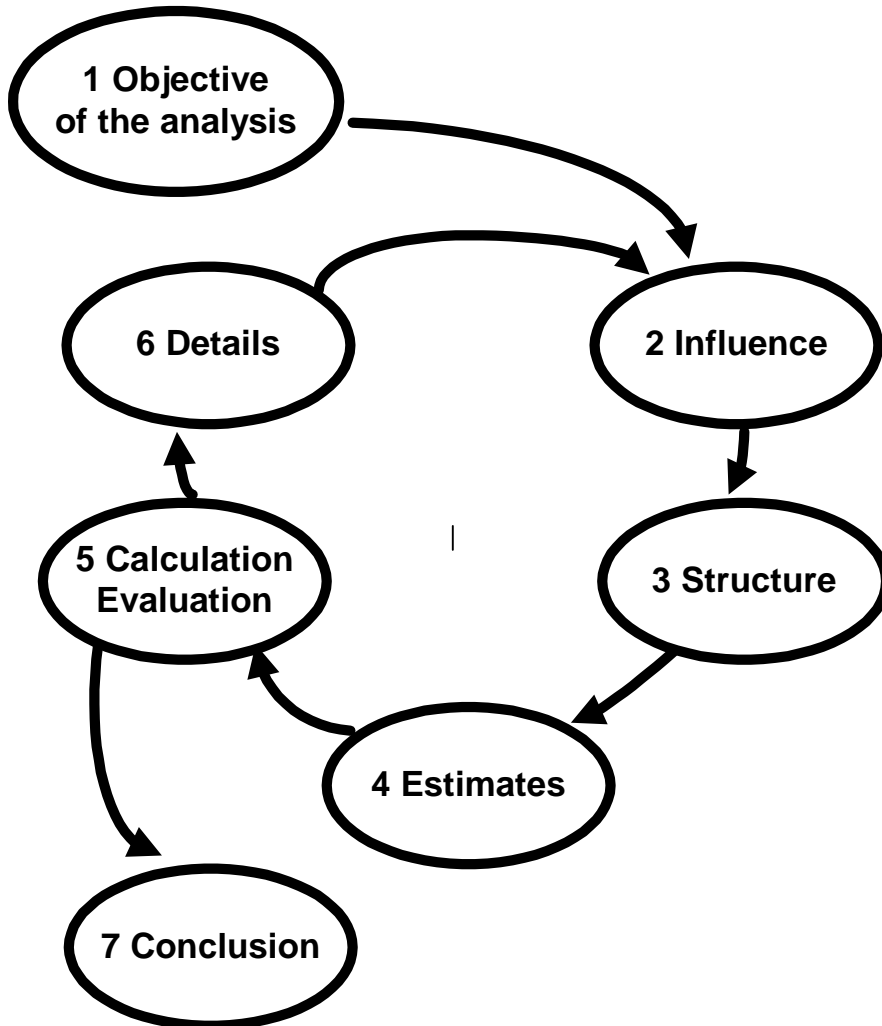 1 Objective
of the analysis
6 Details
2 Influence
5 Calculation
Evaluation
3 Structure
4 Estimates
7 Conclusion